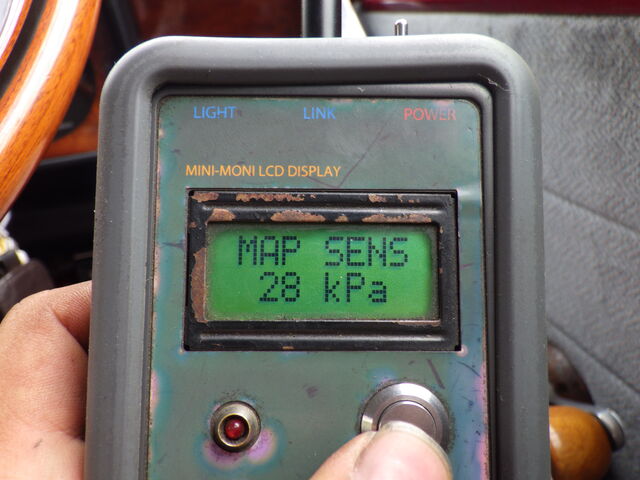 LIGHT LINK POWER
MINI-MONI LCD DISPLAY
MAP SENS
28 kPa